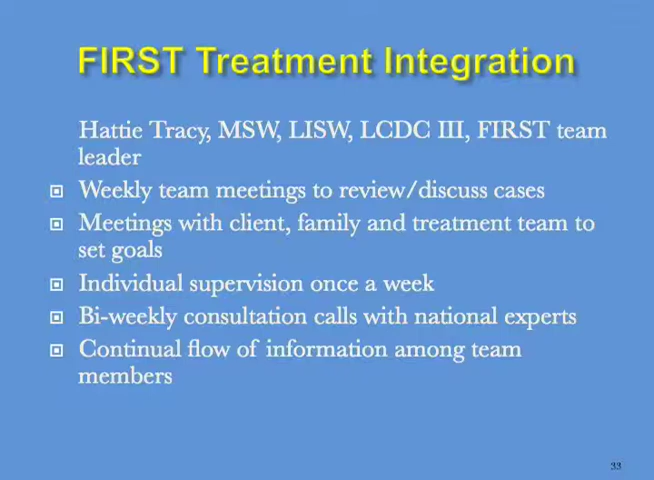 FIRST Treatment Integration
Hattie Tracy, MSW, LISW, LCDC III, FIRST team
leader
Weekly team meetings to review/discuss cases
Meetings with client, family and treatment team to
set goals
Individual supervision once a week
Bi-weekly consultation calls with national experts
Continual flow of information among team
members
33